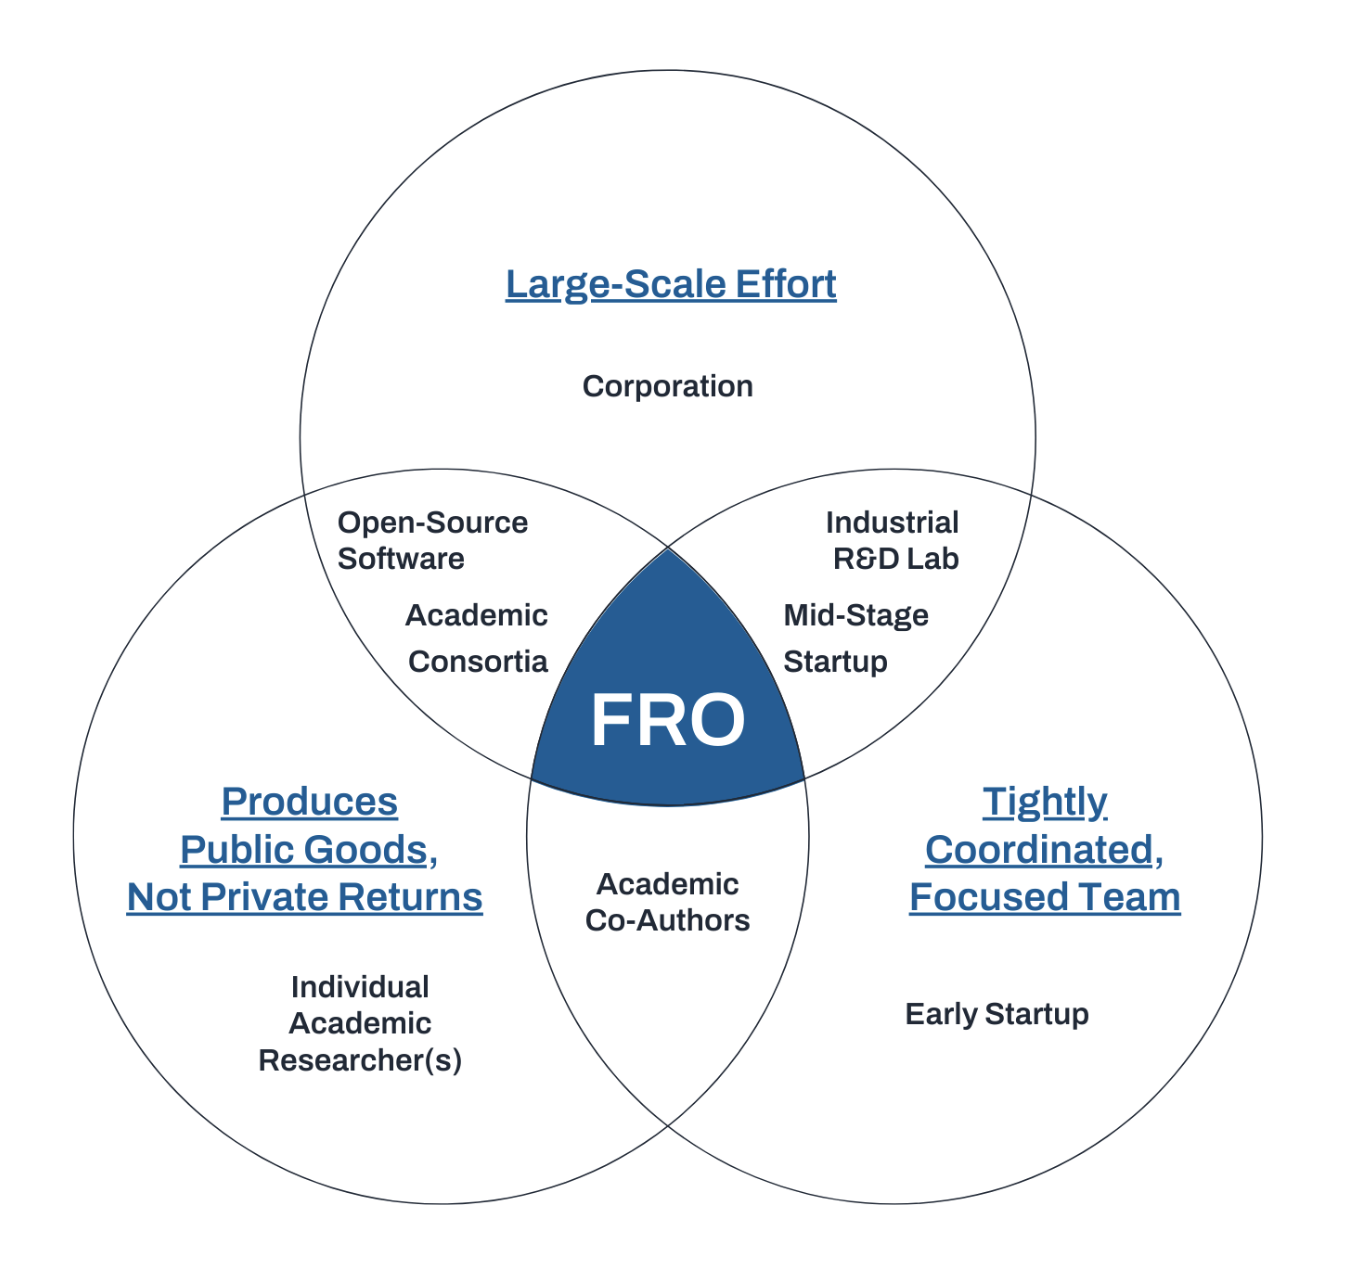 Large-Scale Effort
Corporation
Open-Source
Software
Academic
Consortia
Industrial
R&D Lab
Mid-Stage
Startup
FRO
Produces
Public Goods,
Not Private Returns
Individual
Academic
Researcher(s)
Academic
Co-Authors
Tightly
Coordinated,
Focused Team
Early Startup